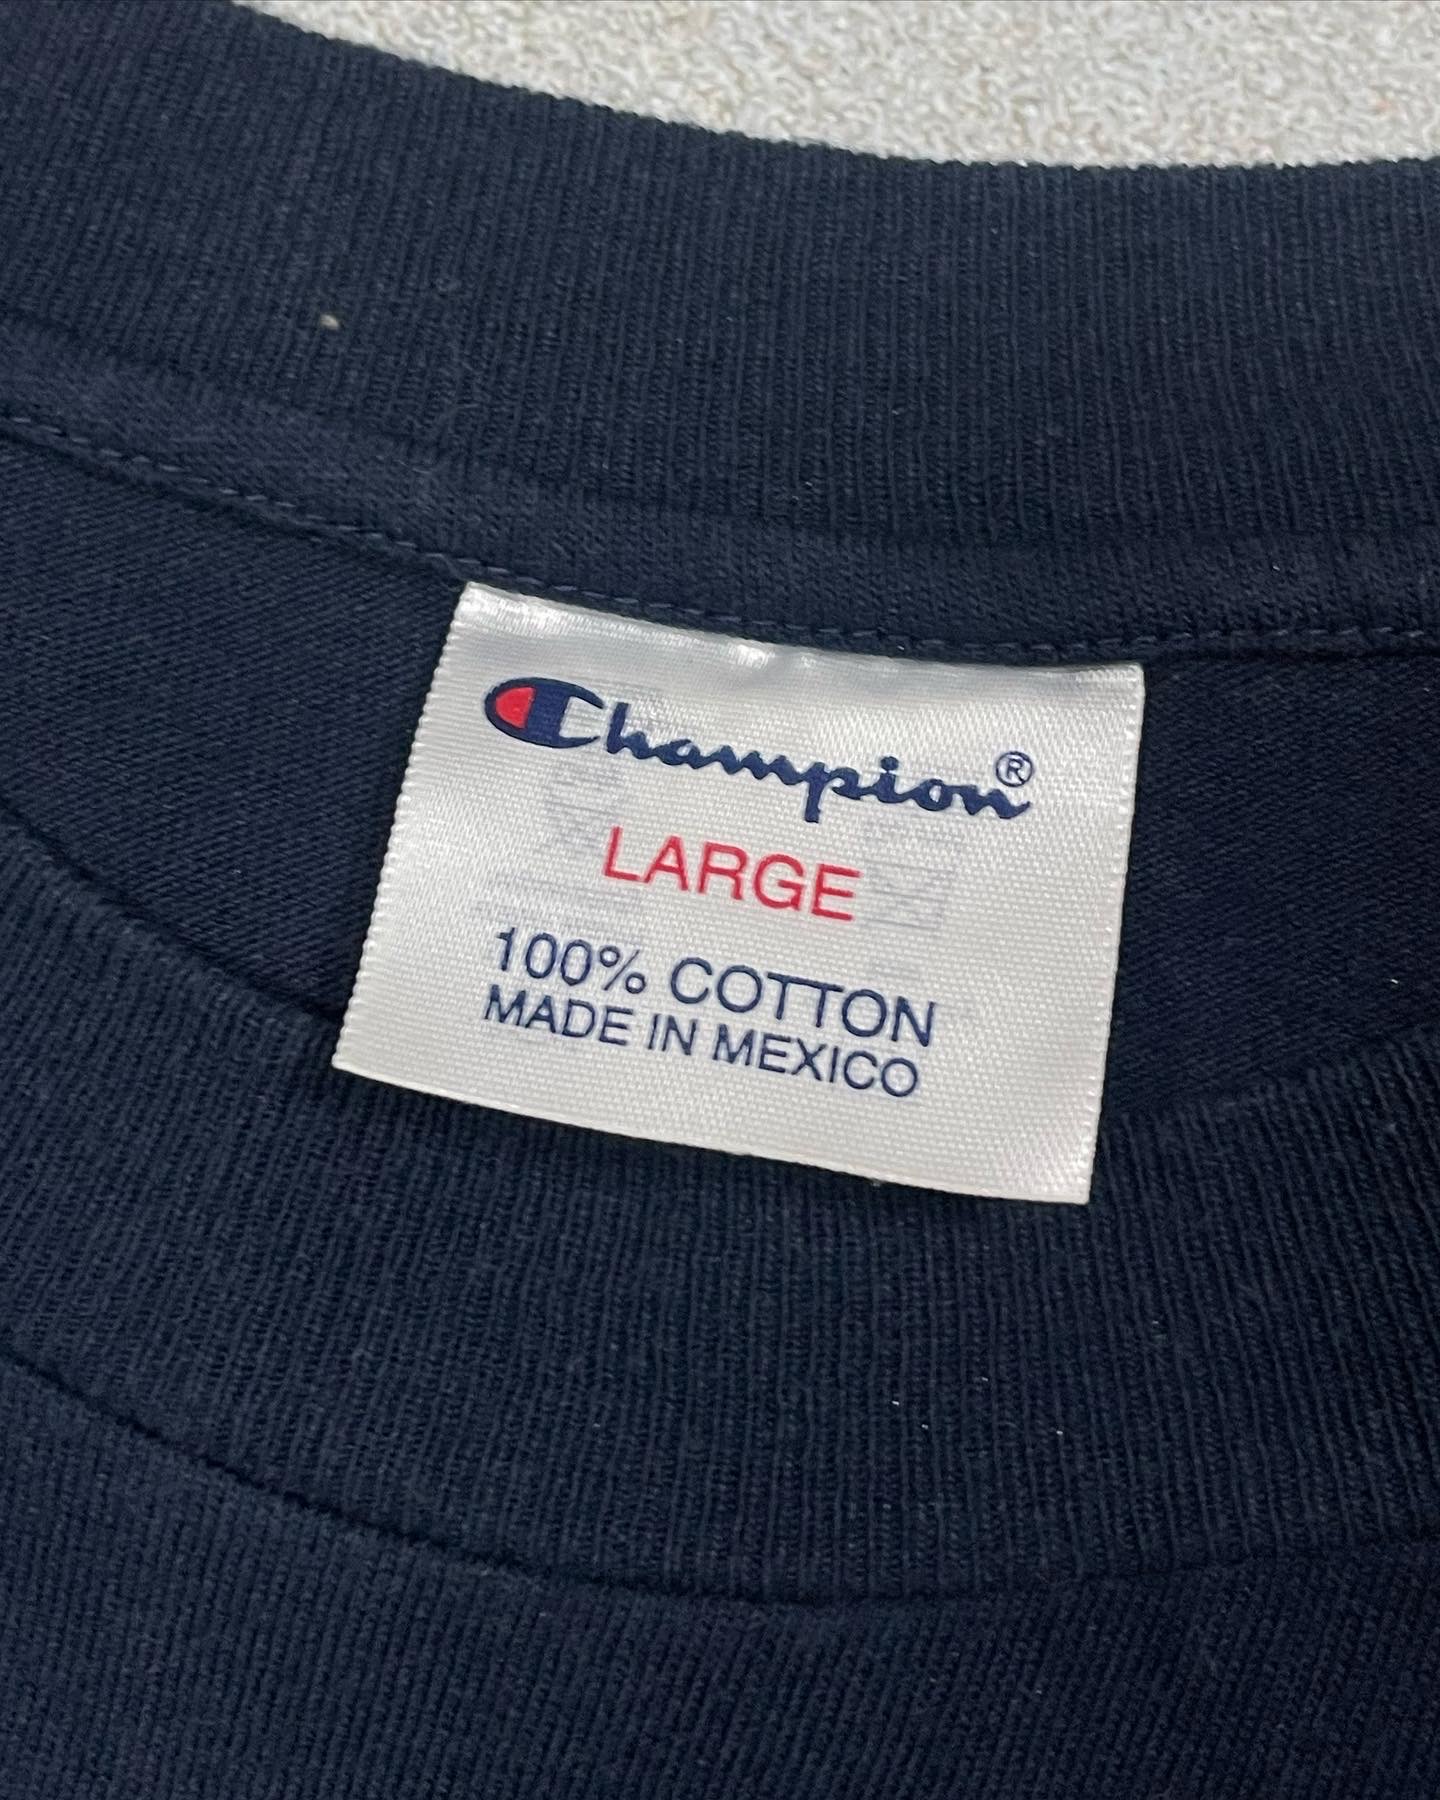 Champion®
LARGE
100% COTTON
MADE IN MEXICO